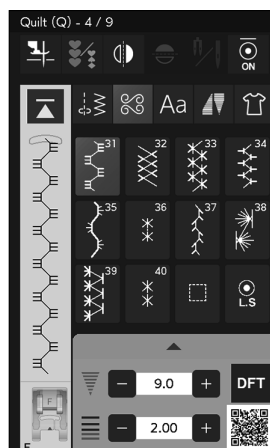 Quilt (Q) - 4 / 9
ON
Aa
31 32 33 34
35 36 37 38
39 40 L.S
F
− 9.0 + DFT
− 2.00 +
F